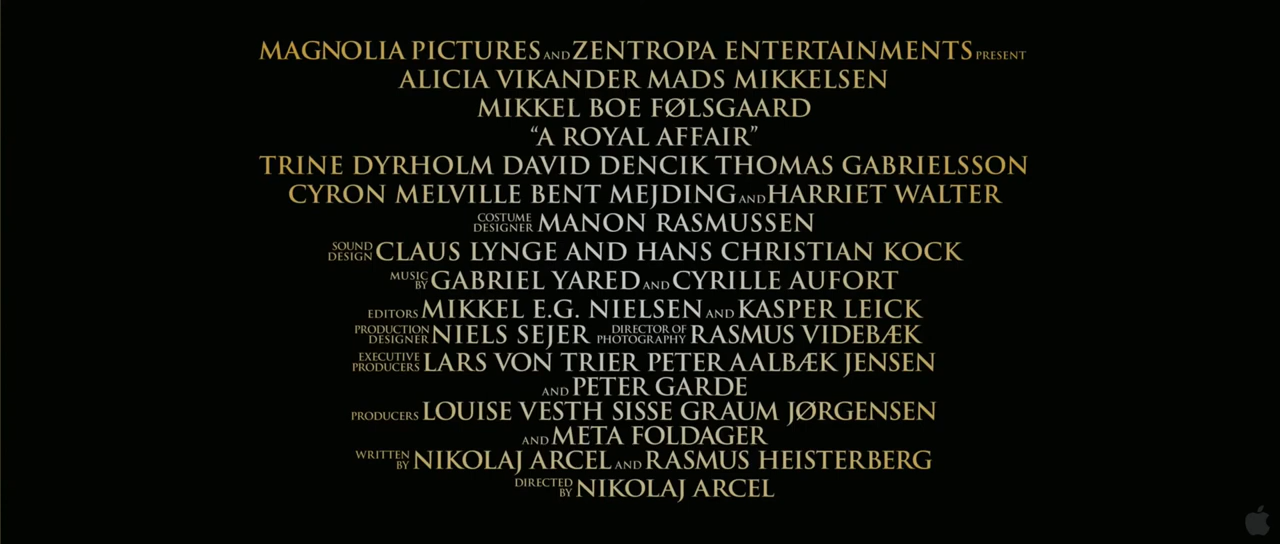 MAGNOLIA PICTURES AND ZENTROPA ENTERTAINMENTS PRESENT
ALICIA VIKANDER MADS MIKKELSEN
MIKKEL BOE FØLSGAARD
“A ROYAL AFFAIR”
TRINE DYRHOLM DAVID DENCIK THOMAS GABRIELSSON
CYRON MELVILLE BENT MEJDING AND HARRIET WALTER
COSTUME DESIGNER MANON RASMUSSEN
SOUND DESIGN CLAUS LYNGE AND HANS CHRISTIAN KOCK
MUSIC BY GABRIEL YARED AND CYRILLE AUFORT
EDITORS MIKKEL E.G. NIELSEN AND KASPER LEICK
PRODUCTION DESIGNER NIELS SEJER DIRECTOR OF PHOTOGRAPHY RASMUS VIDEBÆK
EXECUTIVE PRODUCERS LARS VON TRIER PETER AALBÆK JENSEN
AND PETER GARDE
PRODUCERS LOUISE VESTH SISSE GRAUM JØRGENSEN
AND META FOLDAGER
WRITTEN BY NIKOLAJ ARCEL AND RASMUS HEISTERBERG
DIRECTED BY NIKOLAJ ARCEL